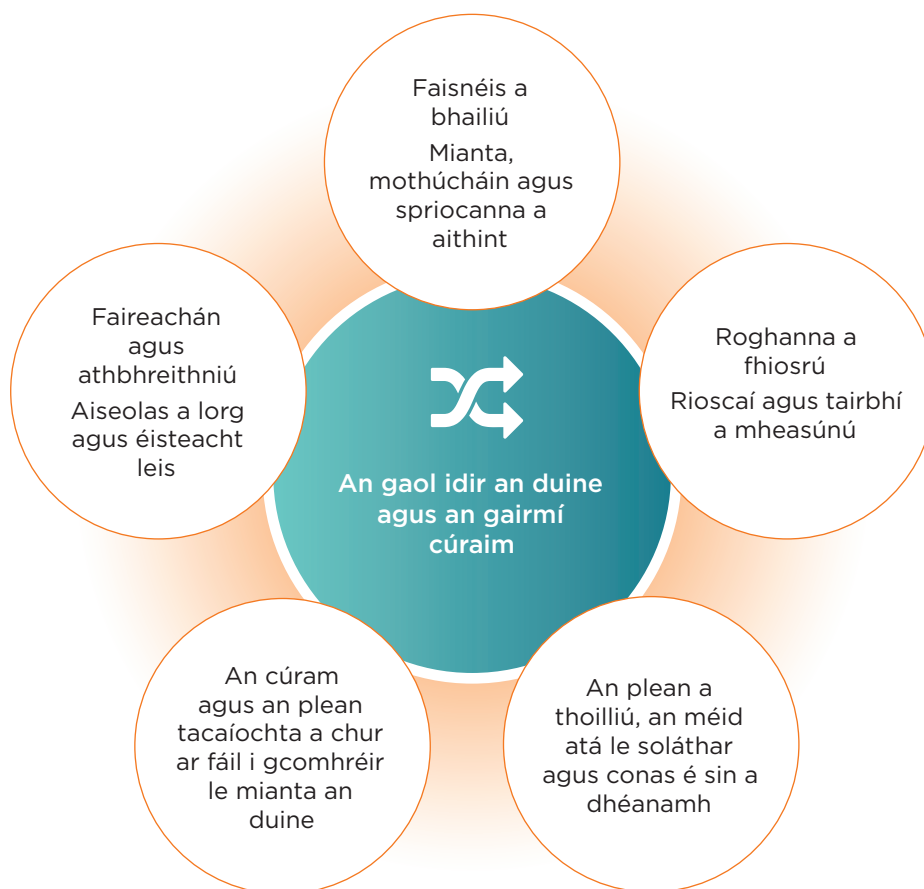 Faisnéis a
bhailiú
Mianta,
mothúcháin agus
spriocanna a
aithint
Roghanna a
fhiosrú
Rioscaí agus tairbhí
a mheasúnú
An plean a
thoilliú, an méid
atá le soláthar
agus conas é sin a
dhéanamh
An cúram
agus an plean
tacaíochta a chur
ar fáil i gcomhréir
le mianta an
duine
Faireachán
agus
athbhreithniú
Aiseolas a lorg
agus éisteacht
leis
An gaol idir an duine
agus an gairmí
cúraim